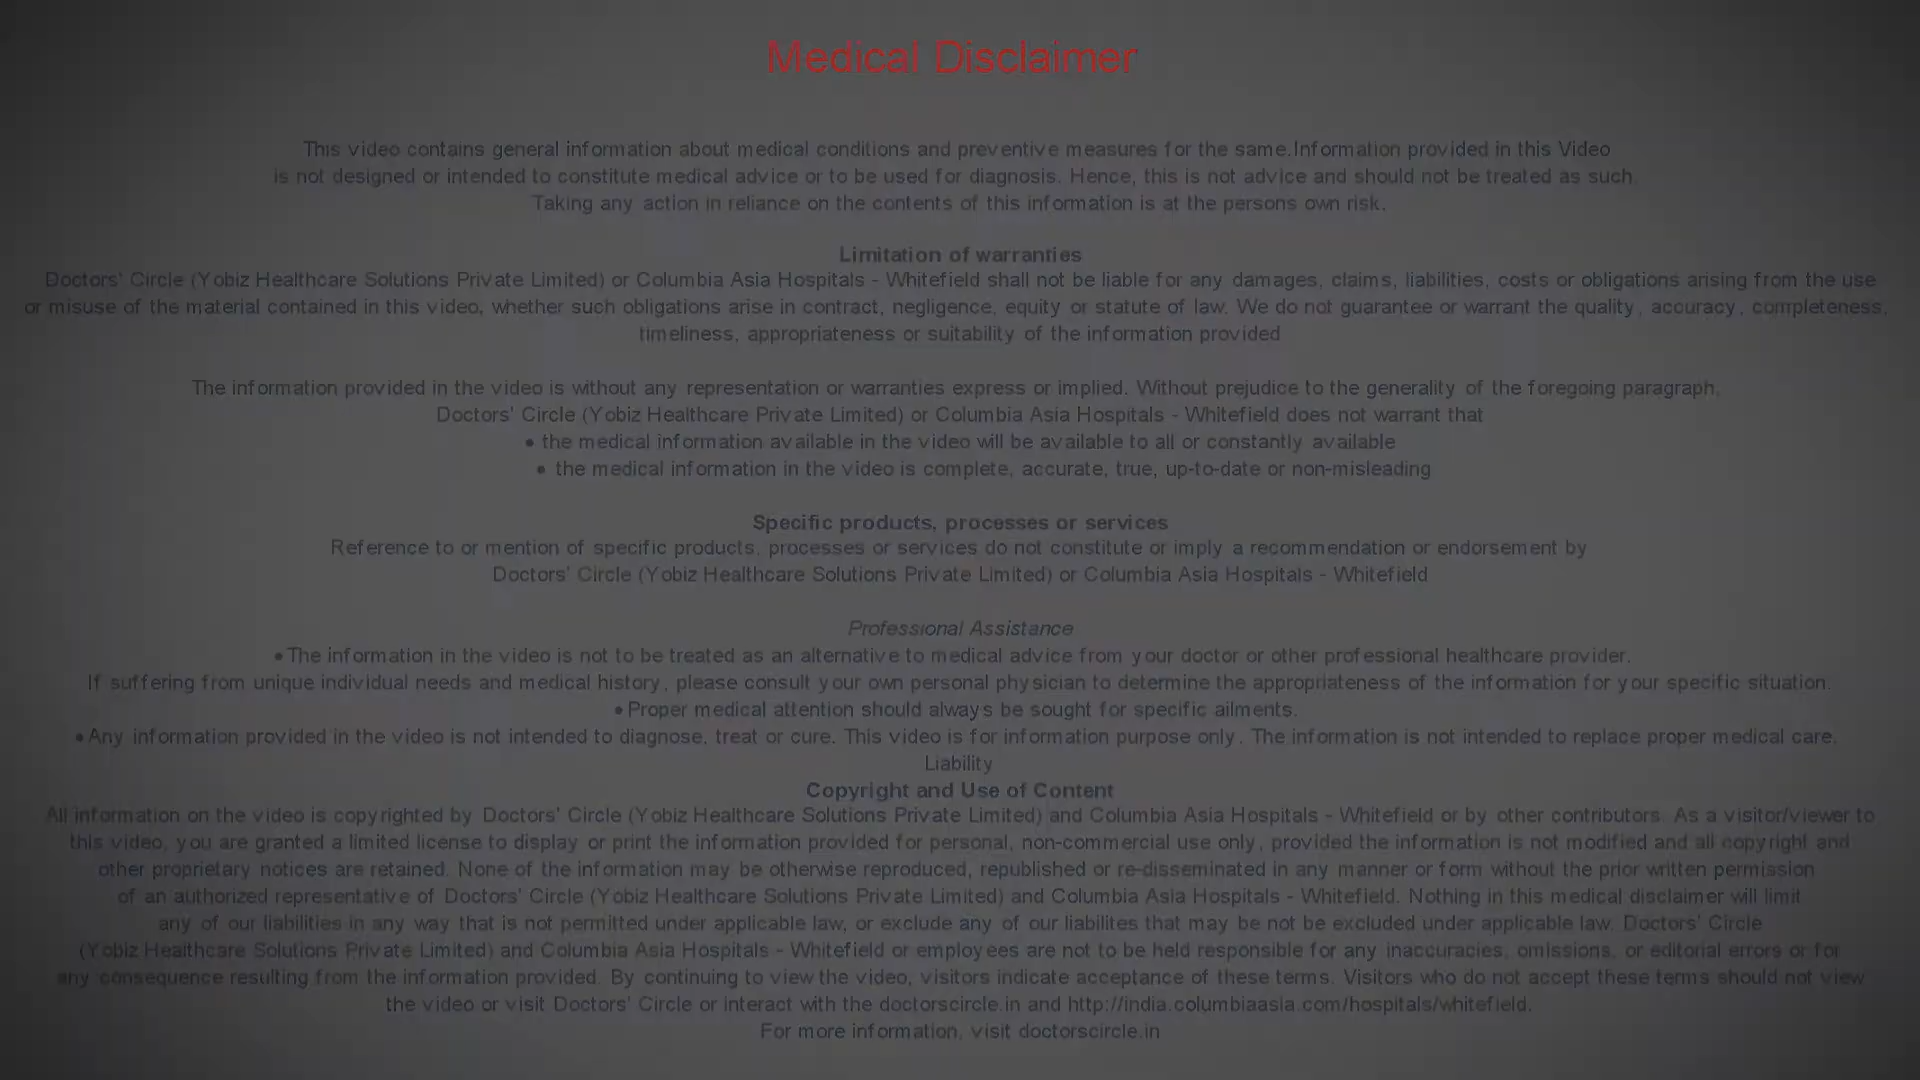 Medical Disclaimer
This video contains general information about medical conditions and preventive measures for the same.Information provided in this Video
is not designed or intended to constitute medical advice or to be used for diagnosis. Hence, this is not advice and should not be treated as such.
Taking any action in reliance on the contents of this information is at the persons own risk.
Limitation of warranties
Doctors' Circle (Yobiz Healthcare Solutions Private Limited) or Columbia Asia Hospitals - Whitefield shall not be liable for any damages, claims, liabilities, costs or obligations arising from the use
or misuse of the material contained in this video, whether such obligations arise in contract, negligence, equity or statute of law. We do not guarantee or warrant the quality, accuracy, completeness,
timeliness, appropriateness or suitability of the information provided
The information provided in the video is without any representation or warranties express or implied. Without prejudice to the generality of the foregoing paragraph,
Doctors' Circle (Yobiz Healthcare Private Limited) or Columbia Asia Hospitals - Whitefield does not warrant that
• the medical information available in the video will be available to all or constantly available
• the medical information in the video is complete, accurate, true, up-to-date or non-misleading
Specific products, processes or services
Reference to or mention of specific products, processes or services do not constitute or imply a recommendation or endorsement by
Doctors' Circle (Yobiz Healthcare Solutions Private Limited) or Columbia Asia Hospitals - Whitefield
Professional Assistance
• The information in the video is not to be treated as an alternative to medical advice from your doctor or other professional healthcare provider.
If suffering from unique individual needs and medical history, please consult your own personal physician to determine the appropriateness of the information for your specific situation.
• Proper medical attention should always be sought for specific ailments.
• Any information provided in the video is not intended to diagnose, treat or cure. This video is for information purpose only. The information is not intended to replace proper medical care.
Liability
Copyright and Use of Content
All information on the video is copyrighted by Doctors' Circle (Yobiz Healthcare Solutions Private Limited) and Columbia Asia Hospitals - Whitefield or by other contributors. As a visitor/viewer to
this video, you are granted a limited license to display or print the information provided for personal, non-commercial use only, provided the information is not modified and all copyright and
other proprietary notices are retained. None of the information may be otherwise reproduced, republished or re-disseminated in any manner or form without the prior written permission
of an authorized representative of Doctors' Circle (Yobiz Healthcare Solutions Private Limited) and Columbia Asia Hospitals - Whitefield. Nothing in this medical disclaimer will limit
any of our liabilities in any way that is not permitted under applicable law, or exclude any of our liabilites that may be not be excluded under applicable law. Doctors' Circle
(Yobiz Healthcare Solutions Private Limited) and Columbia Asia Hospitals - Whitefield or employees are not to be held responsible for any inaccuracies, omissions, or editorial errors or for
any consequence resulting from the information provided. By continuing to view the video, visitors indicate acceptance of these terms. Visitors who do not accept these terms should not view
the video or visit Doctors' Circle or interact with the doctorscircle.in and http://india.columbiaasia.com/hospitals/whitefield.
For more information, visit doctorscircle.in